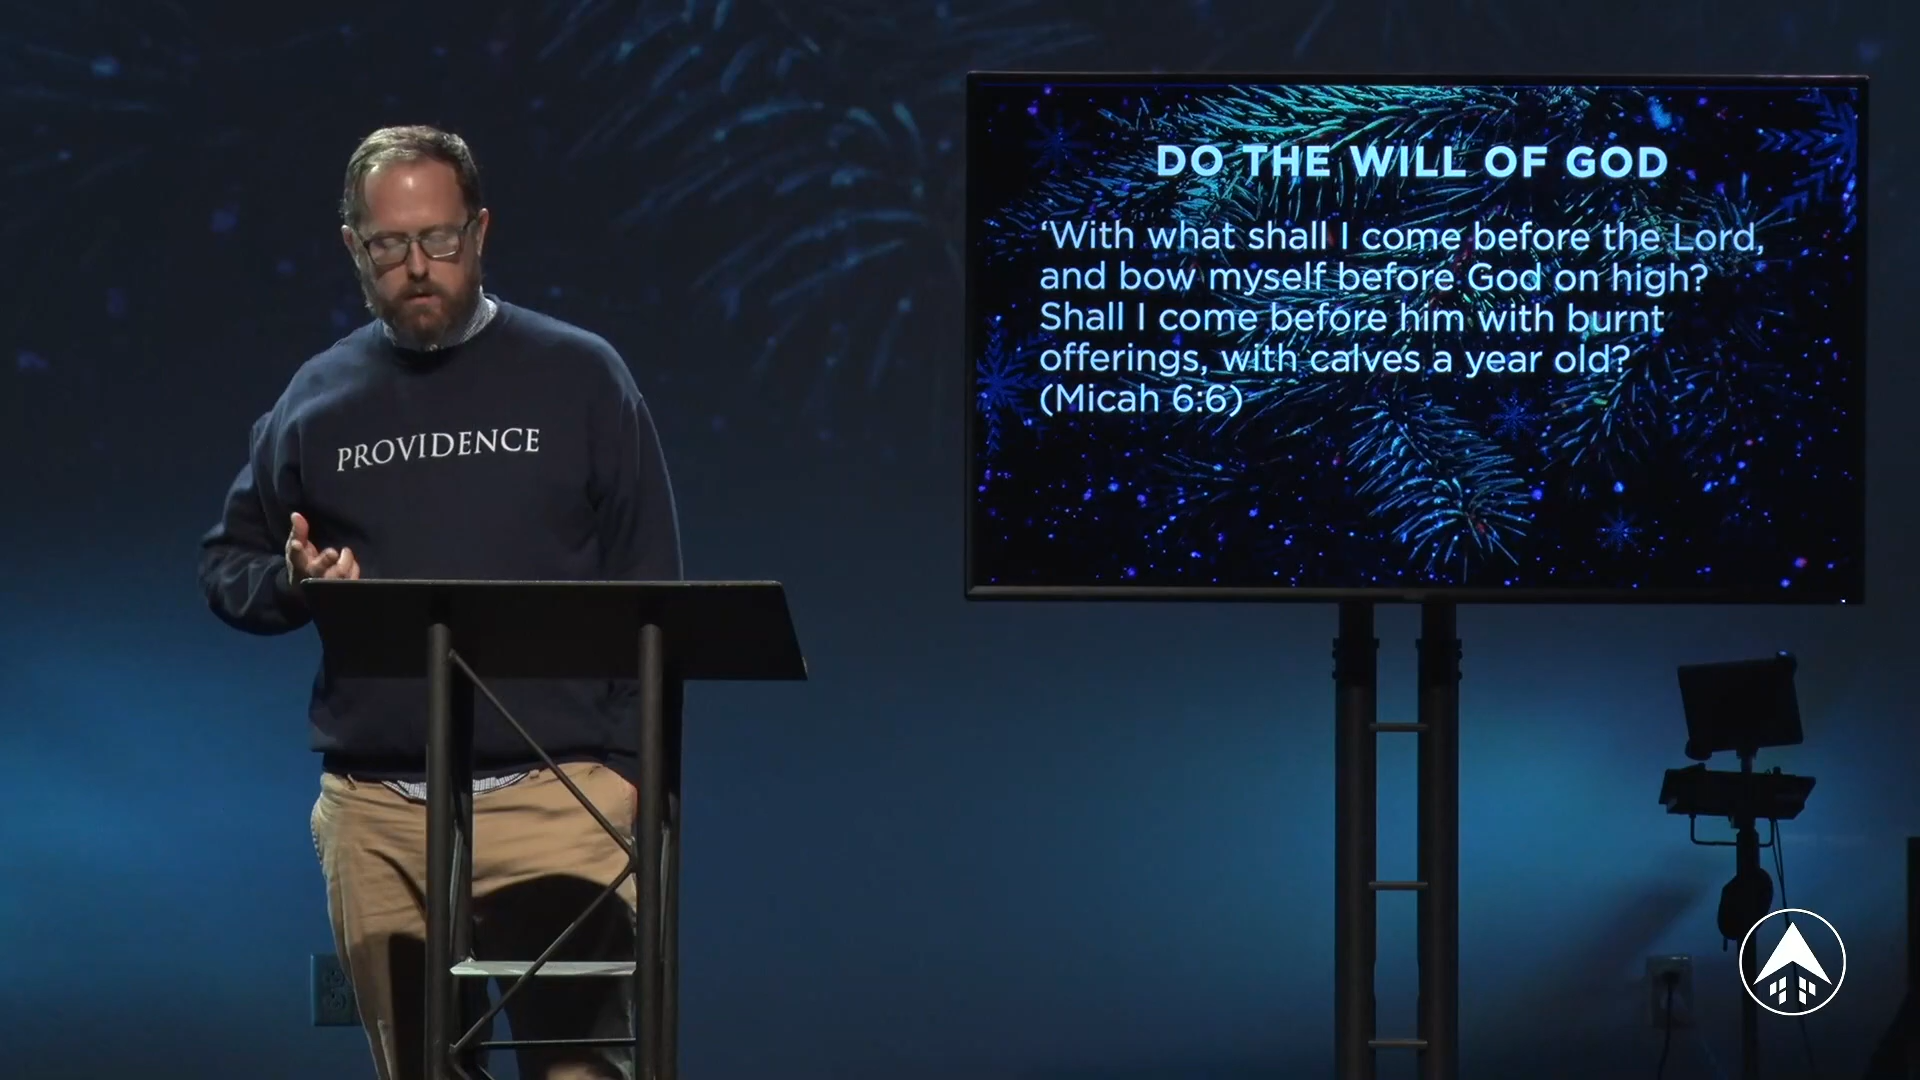 PROVIDENCE
DO THE WILL OF GOD
‘With what shall I come before the Lord,
and bow myself before God on high?
Shall I come before him with burnt
offerings, with calves a year old?
(Micah 6:6)